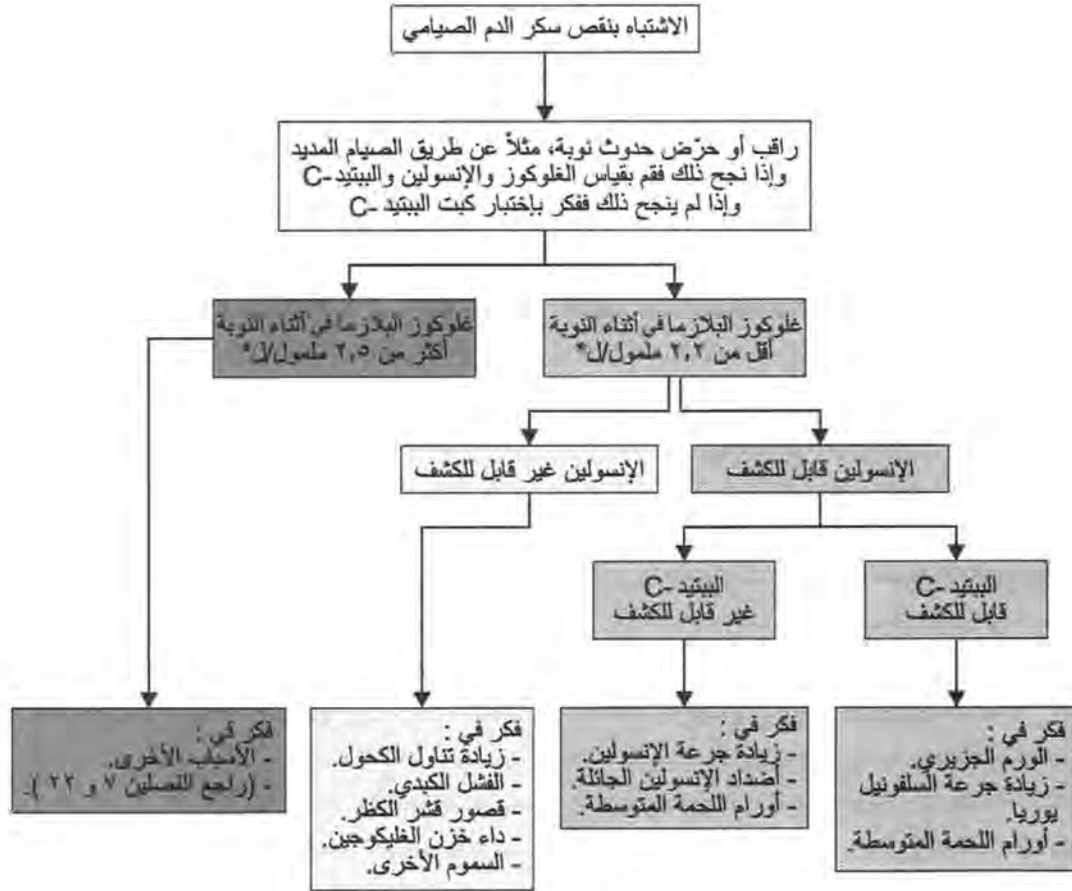 الاشتباه بنقص سكر الدم الصيامي
راقب أو حرّض حدوث نوبة، مثلاً عن طريق الصيام المديد
وإذا نجح ذلك فقم بقياس الغلوكوز والإنسولين والببتيد-C
وإذا لم ينجح ذلك ففكر بإختبار كبت الببتيد-C
غلوكوز البلازما في أثناء النوبة
أقل من ٢,٢ ملمول/ل*
غلوكوز البلازما في أثناء النوبة
أكثر من ٢,٥ ملمول/ل*
الإنسولين قابل للكشف
الإنسولين غير قابل للكشف
الببتيد-C
قابل للكشف
الببتيد-C
غير قابل للكشف
فكر في :
- الورم الجزيري.
- زيادة جرعة السلفونيل
يوريا.
- أورام اللحمة المتوسطة.
فكر في :
- زيادة جرعة الإنسولين.
- أضداد الإنسولين الجائلة.
- أورام اللحمة المتوسطة.
فكر في :
- زيادة تناول الكحول.
- الفشل الكبدي.
- قصور قشر الكظر.
- داء خزن الغليكوجين.
- السموم الأخرى.
فكر في :
- الأسباب الأخرى.
- (راجع الفصلين ٧ و ٢٢).